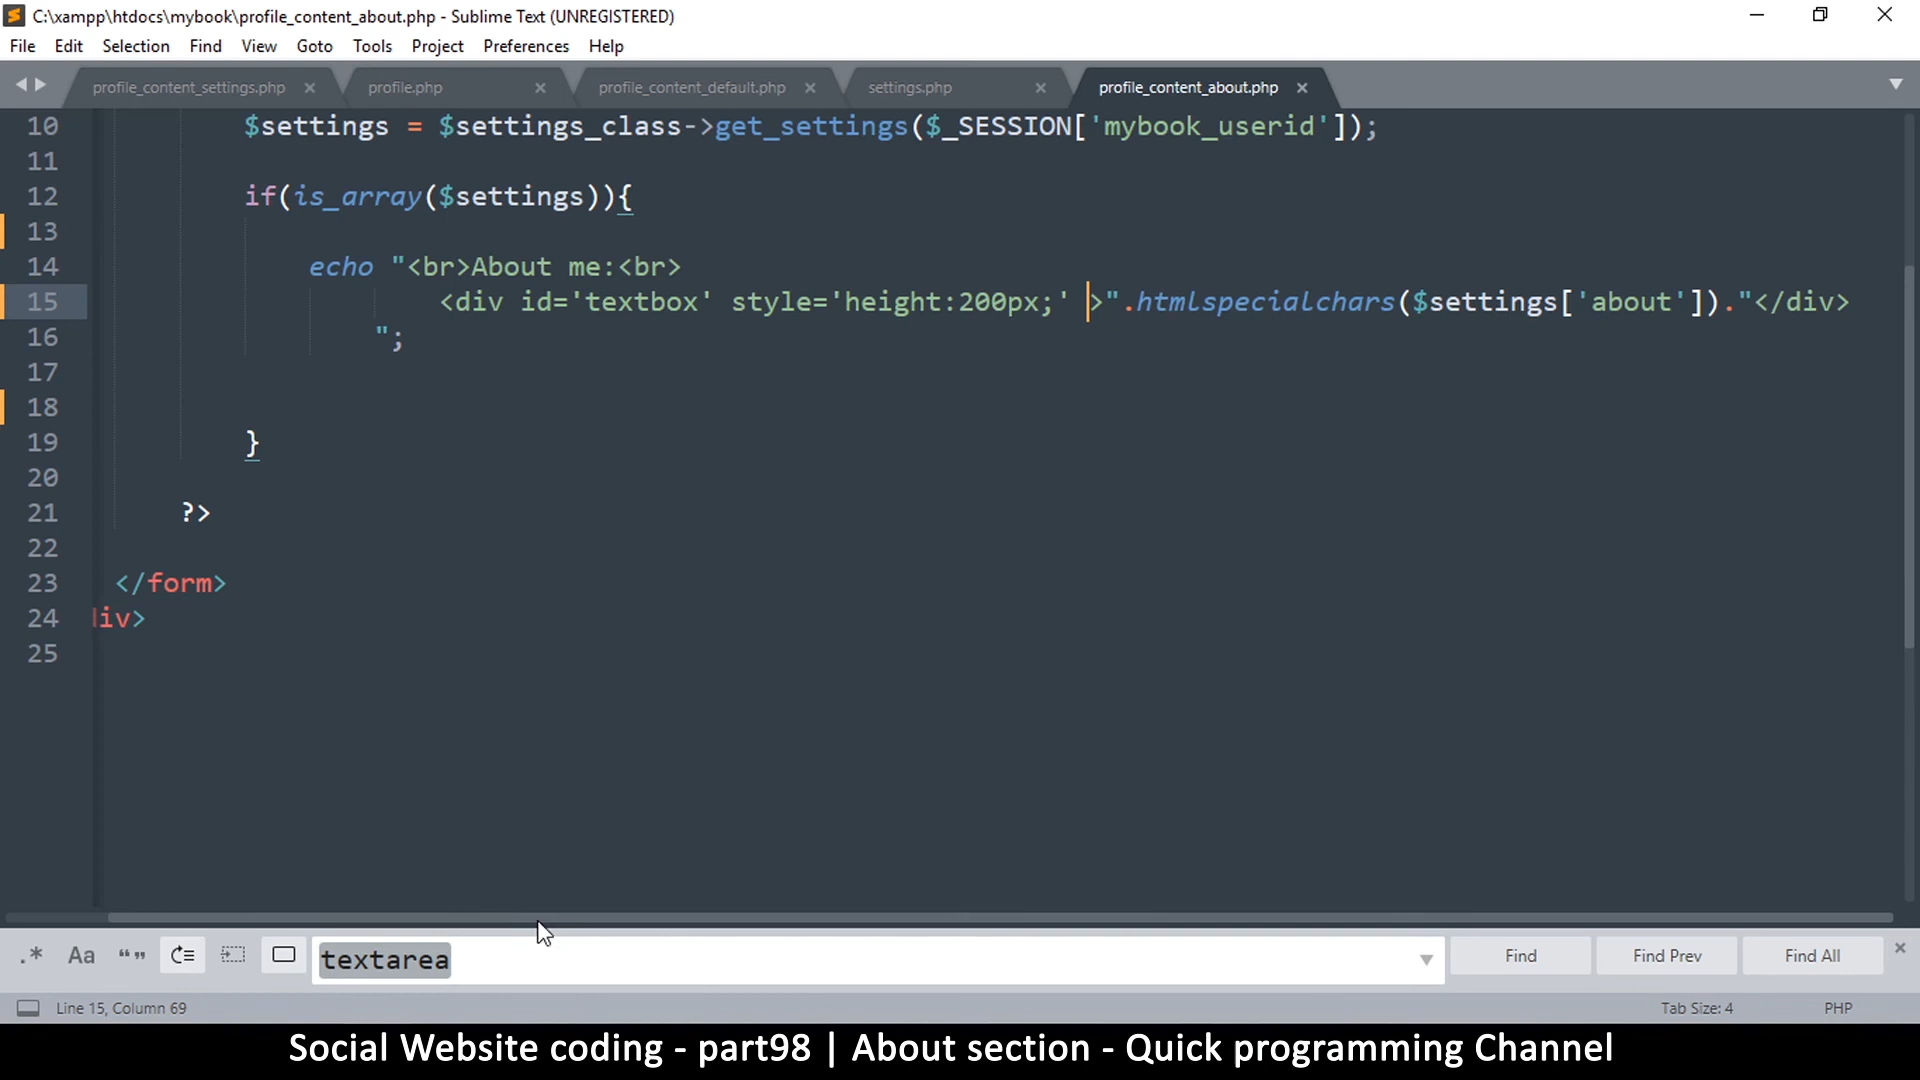 C:\xampp\htdocs\mybook\profile_content_about.php - Sublime Text (UNREGISTERED)
File Edit Selection Find View Goto Tools Project Preferences Help
profile_content_settings.php × profile.php × profile_content_default.php × settings.php × profile_content_about.php ×
10 $settings = $settings_class->get_settings($_SESSION['mybook_userid']);
11
12 if(is_array($settings)){
13
14 echo "<br>About me:<br>
15 <div id='textbox' style='height:200px;' >".htmlspecialchars($settings['about'])."</div>
16 ";
17
18
19 }
20
21 ?>
22
23 </form>
24 div>
25
.* Aa “” textarea Find Find Prev Find All ×
Line 15, Column 69 Tab Size: 4 PHP
Social Website coding - part98 | About section - Quick programming Channel